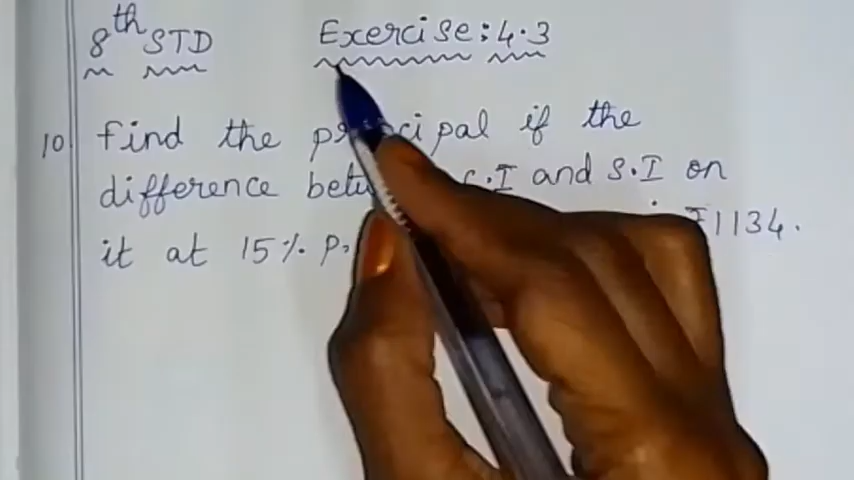 8th STD Exercise : 4.3
10 find the principal if the
difference C.I and S.I on
it at 15% P. ₹1134.